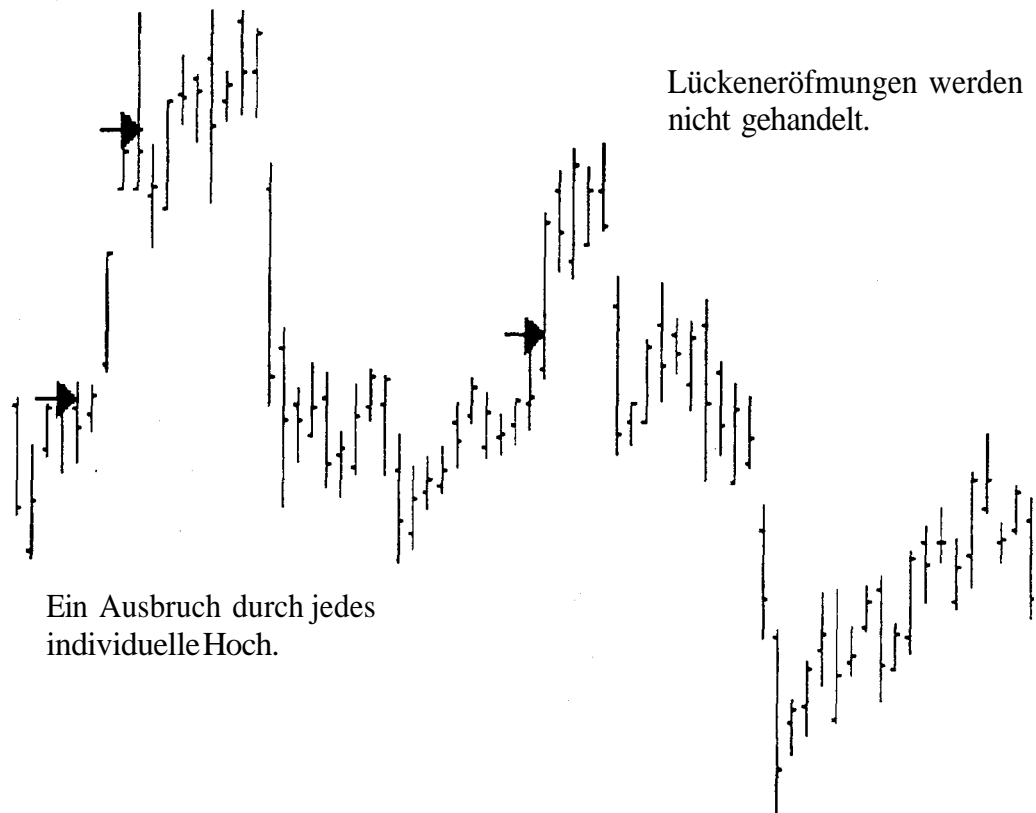 Lückeneröfmungen werden
nicht gehandelt.
Ein Ausbruch durch jedes
individuelle Hoch.